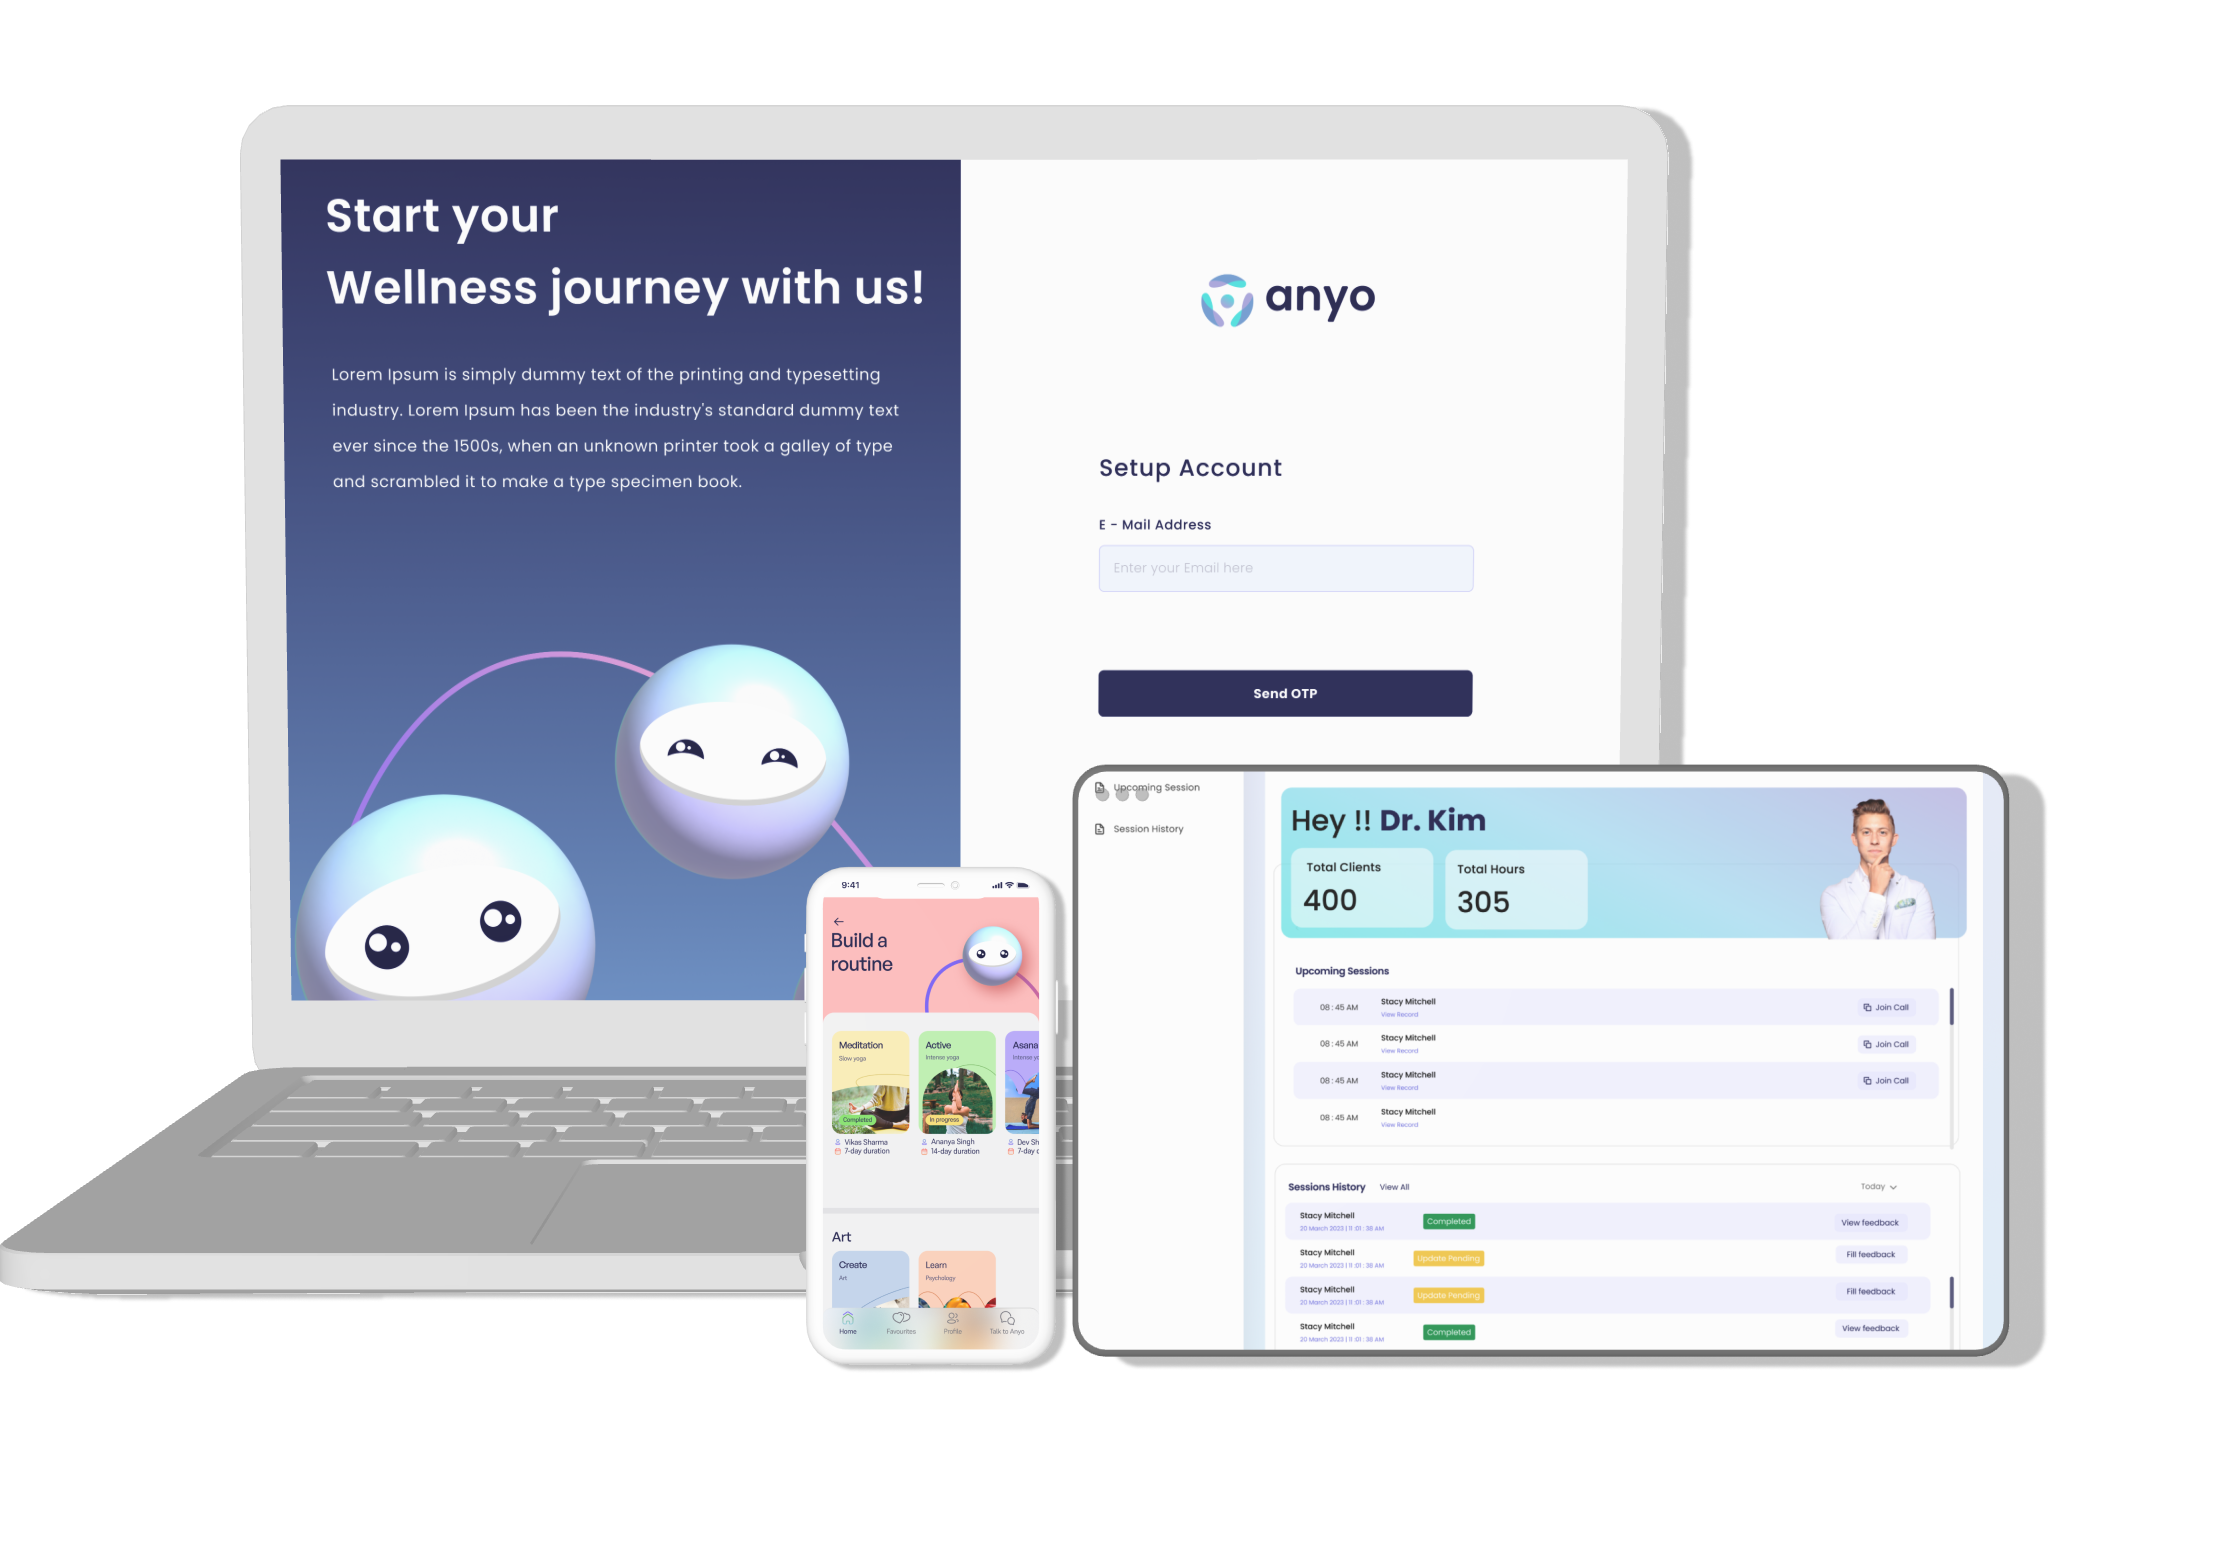 Start your
Wellness journey with us!
Lorem Ipsum is simply dummy text of the printing and typesetting
industry. Lorem Ipsum has been the industry's standard dummy text
ever since the 1500s, when an unknown printer took a galley of type
and scrambled it to make a type specimen book.
anyo
Setup Account
E - Mail Address
Enter your Email here
Send OTP
9:41
Build a
routine
Meditation
Slow yoga
Completed
Vikas Sharma
7-day duration
Active
Intense yoga
In progress
Ananya Singh
14-day duration
Asana
Intense yo
Dev Sh
7-day d
Art
Create
Art
Learn
Psychology
Home
Favourites
Profile
Talk to Anyo
Upcoming Session
Session History
Hey !! Dr. Kim
Total Clients
400
Total Hours
305
Upcoming Sessions
08 : 45 AM
Stacy Mitchell
View Record
Join Call
08 : 45 AM
Stacy Mitchell
View Record
Join Call
08 : 45 AM
Stacy Mitchell
View Record
Join Call
08 : 45 AM
Stacy Mitchell
View Record
Sessions History View All Today
Stacy Mitchell
20 March 2023 | 11 :01 : 38 AM
Completed
View feedback
Stacy Mitchell
20 March 2023 | 11 :01 : 38 AM
Update Pending
Fill feedback
Stacy Mitchell
20 March 2023 | 11 :01 : 38 AM
Update Pending
Fill feedback
Stacy Mitchell
20 March 2023 | 11 :01 : 38 AM
Completed
View feedback